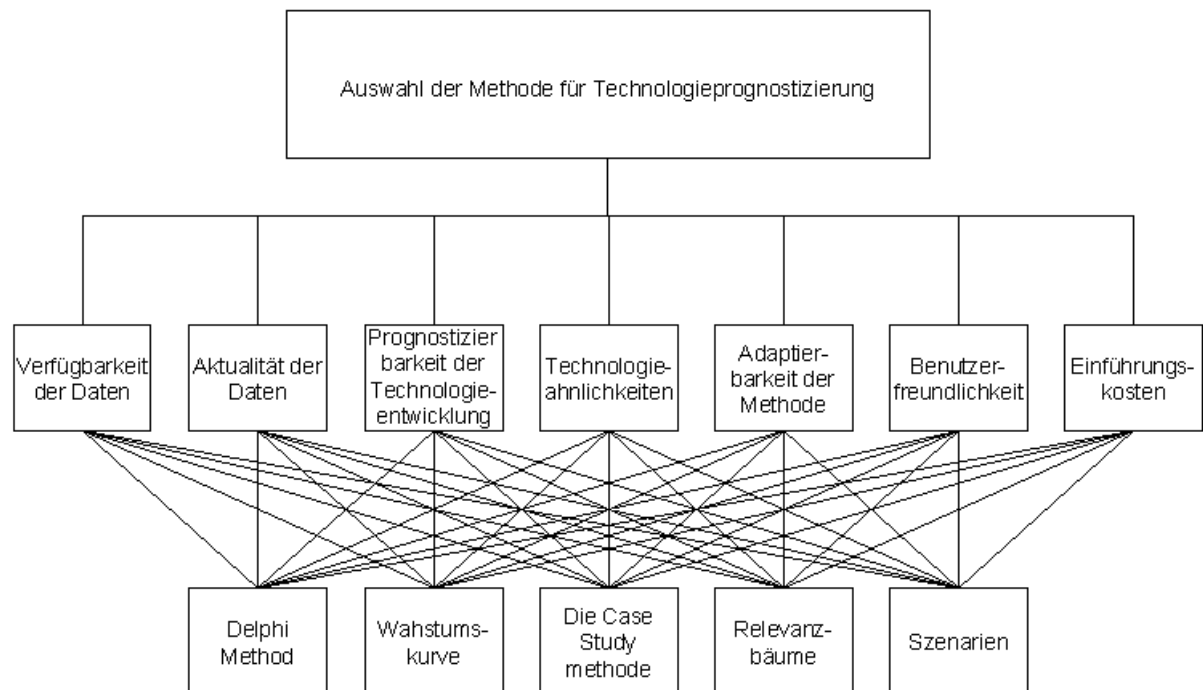 Auswahl der Methode für Technologieprognostizierung
Verfügbarkeit
der Daten
Aktualität der
Daten
Prognostizier
barkeit der
Technologie-
entwicklung
Technologie-
ahnlichkeiten
Adaptier-
barkeit der
Methode
Benutzer-
freundlichkeit
Einführungs-
kosten
Delphi
Method
Wahstums-
kurve
Die Case
Study
methode
Relevanz-
bäume
Szenarien